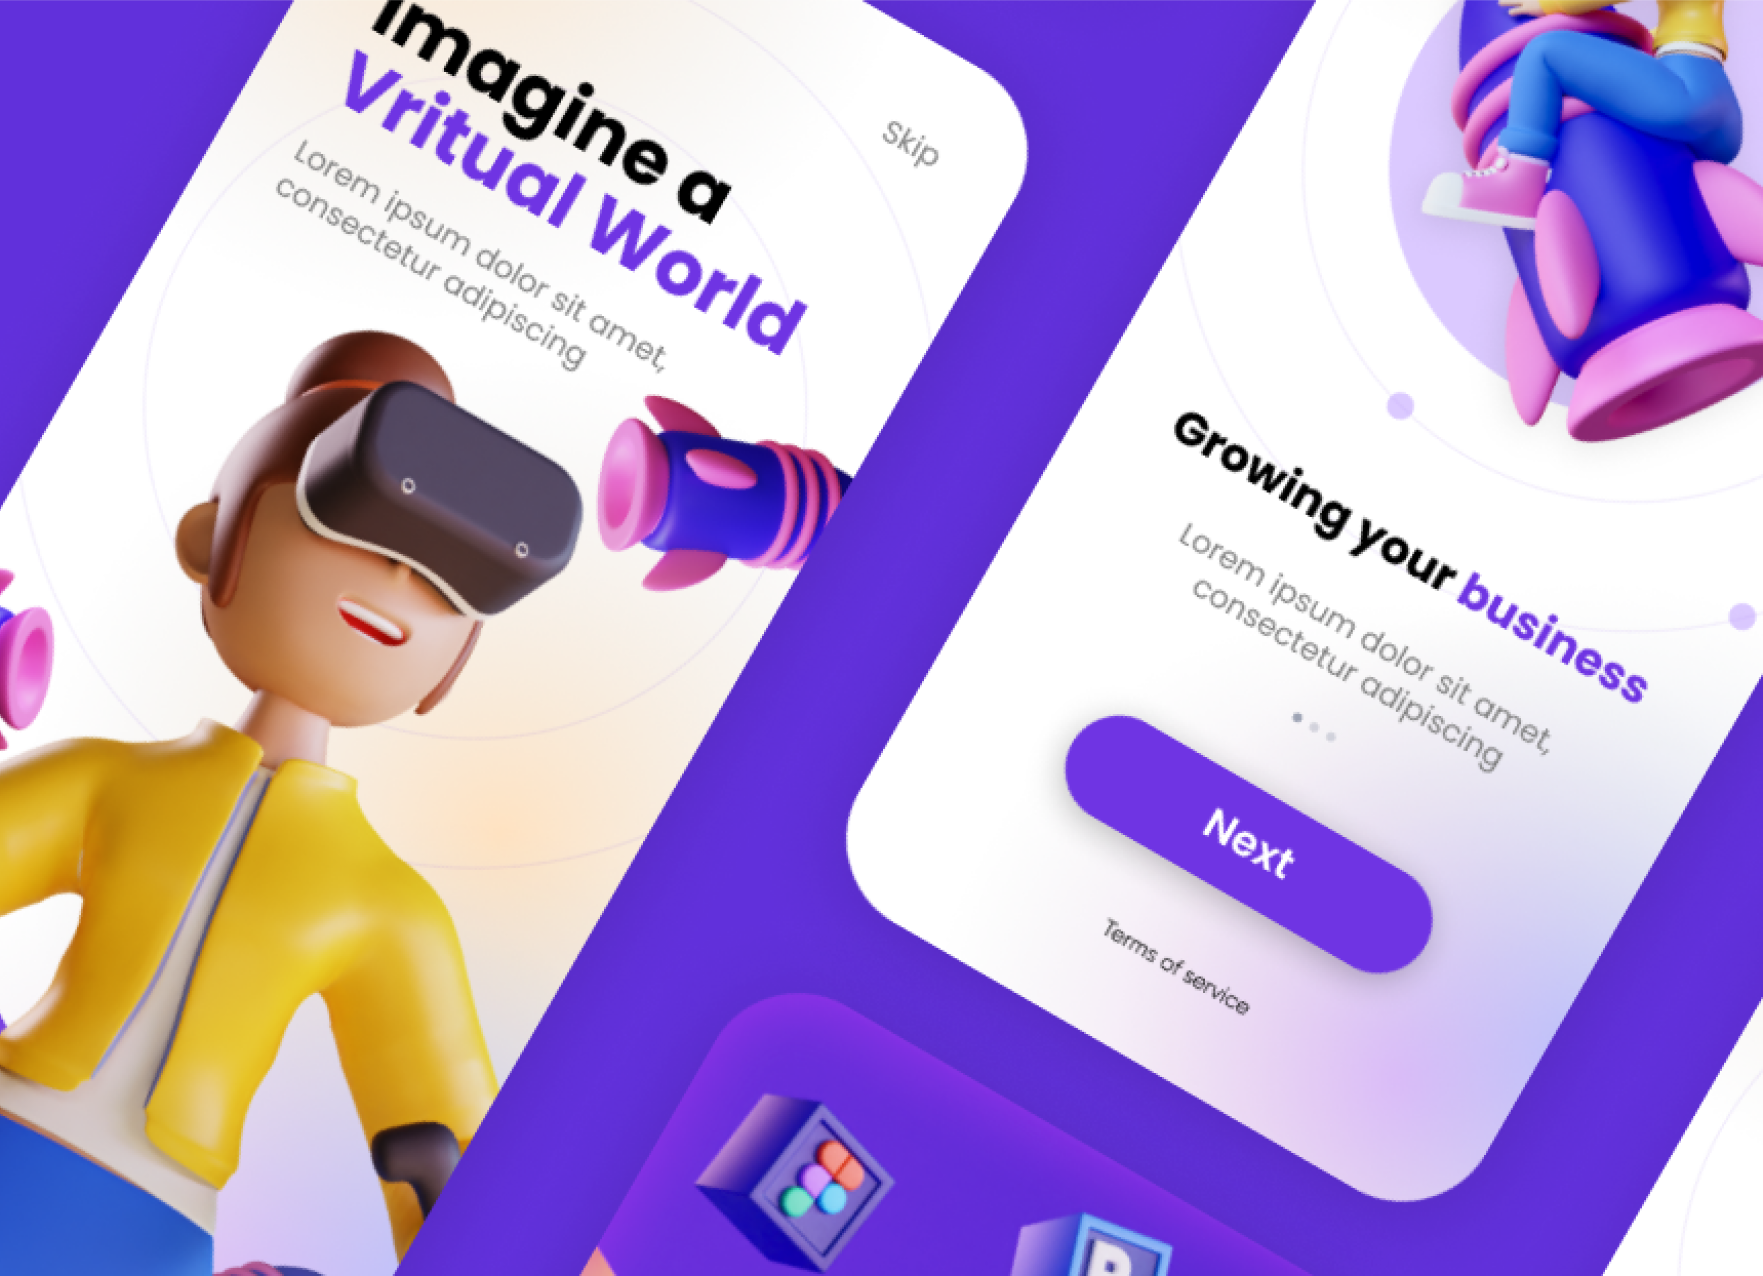 Imagine a
Vritual World
Lorem ipsum dolor sit amet,
consectetur adipiscing
Skip
Growing your business
Lorem ipsum dolor sit amet,
consectetur adipiscing
Next
Terms of service